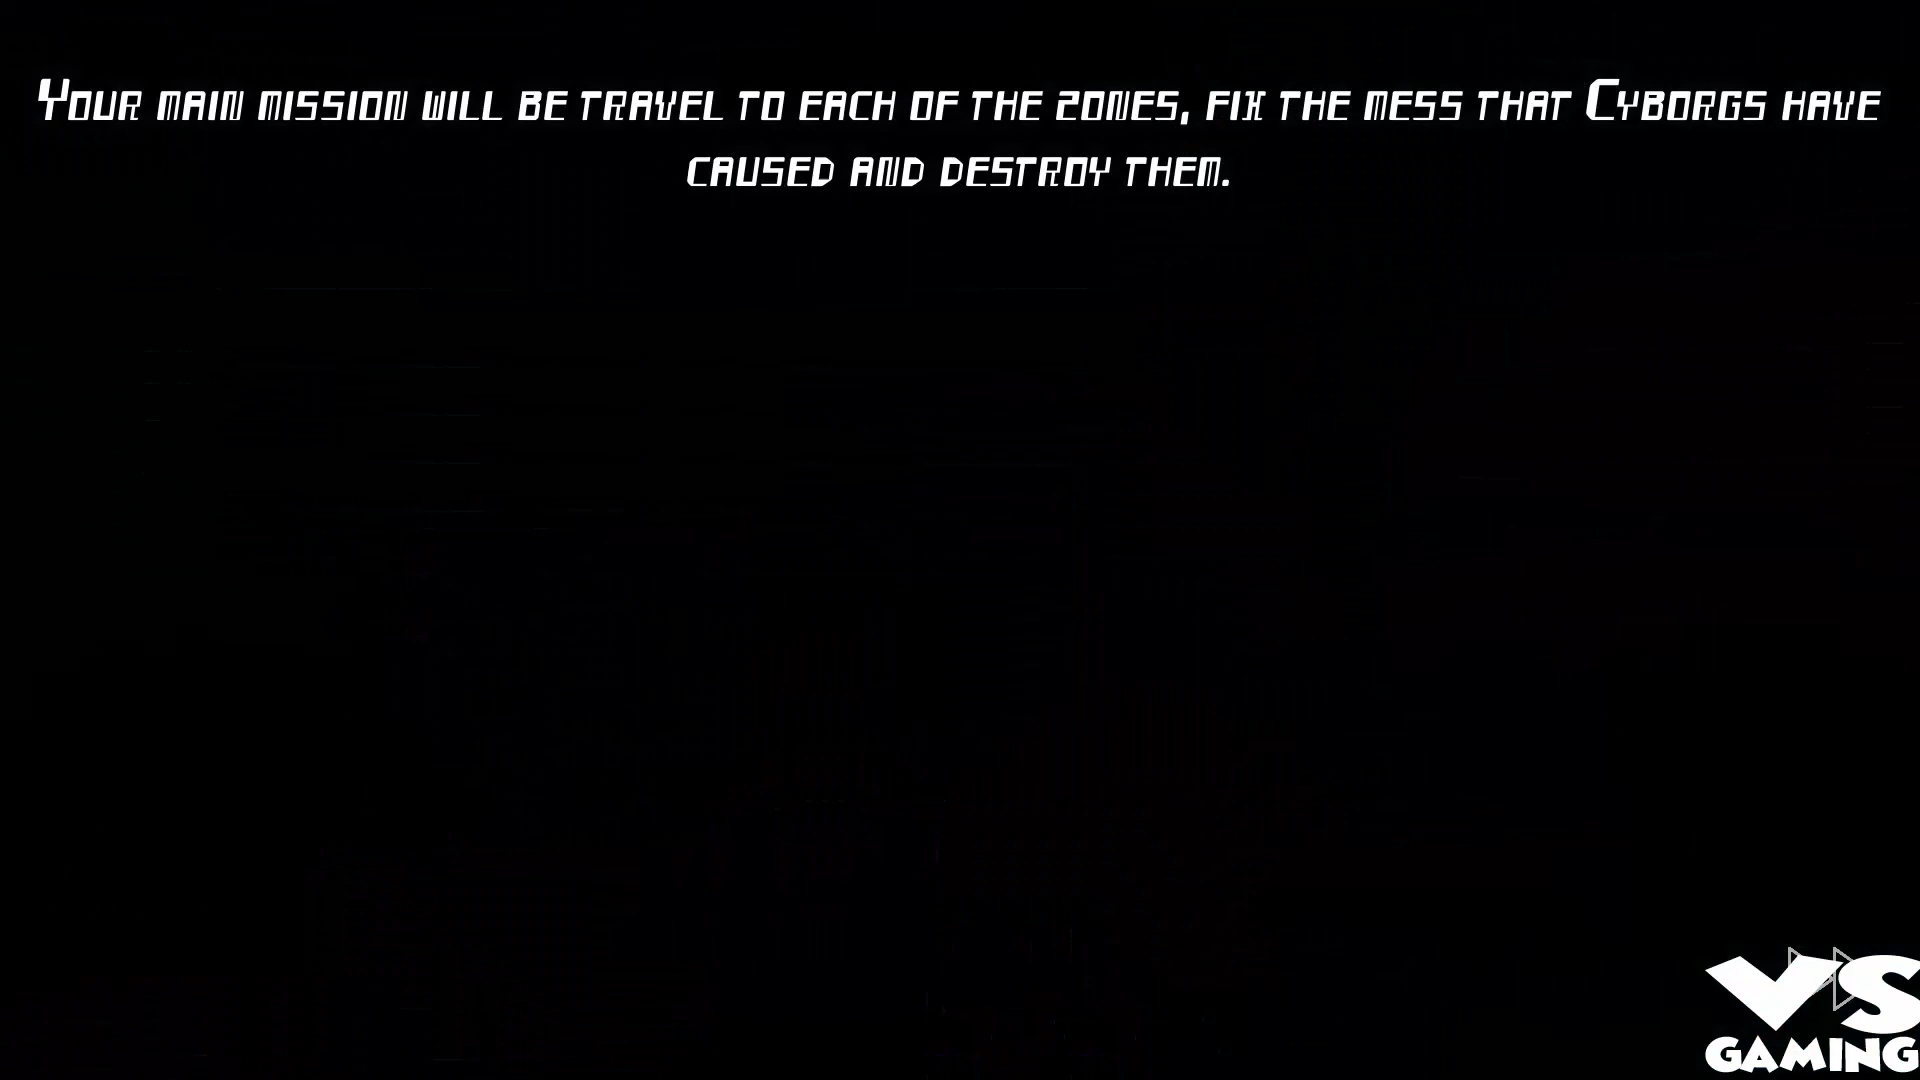 Your main mission will be travel to each of the zones, fix the mess that Cyborgs have
caused and destroy them.
VS
GAMING